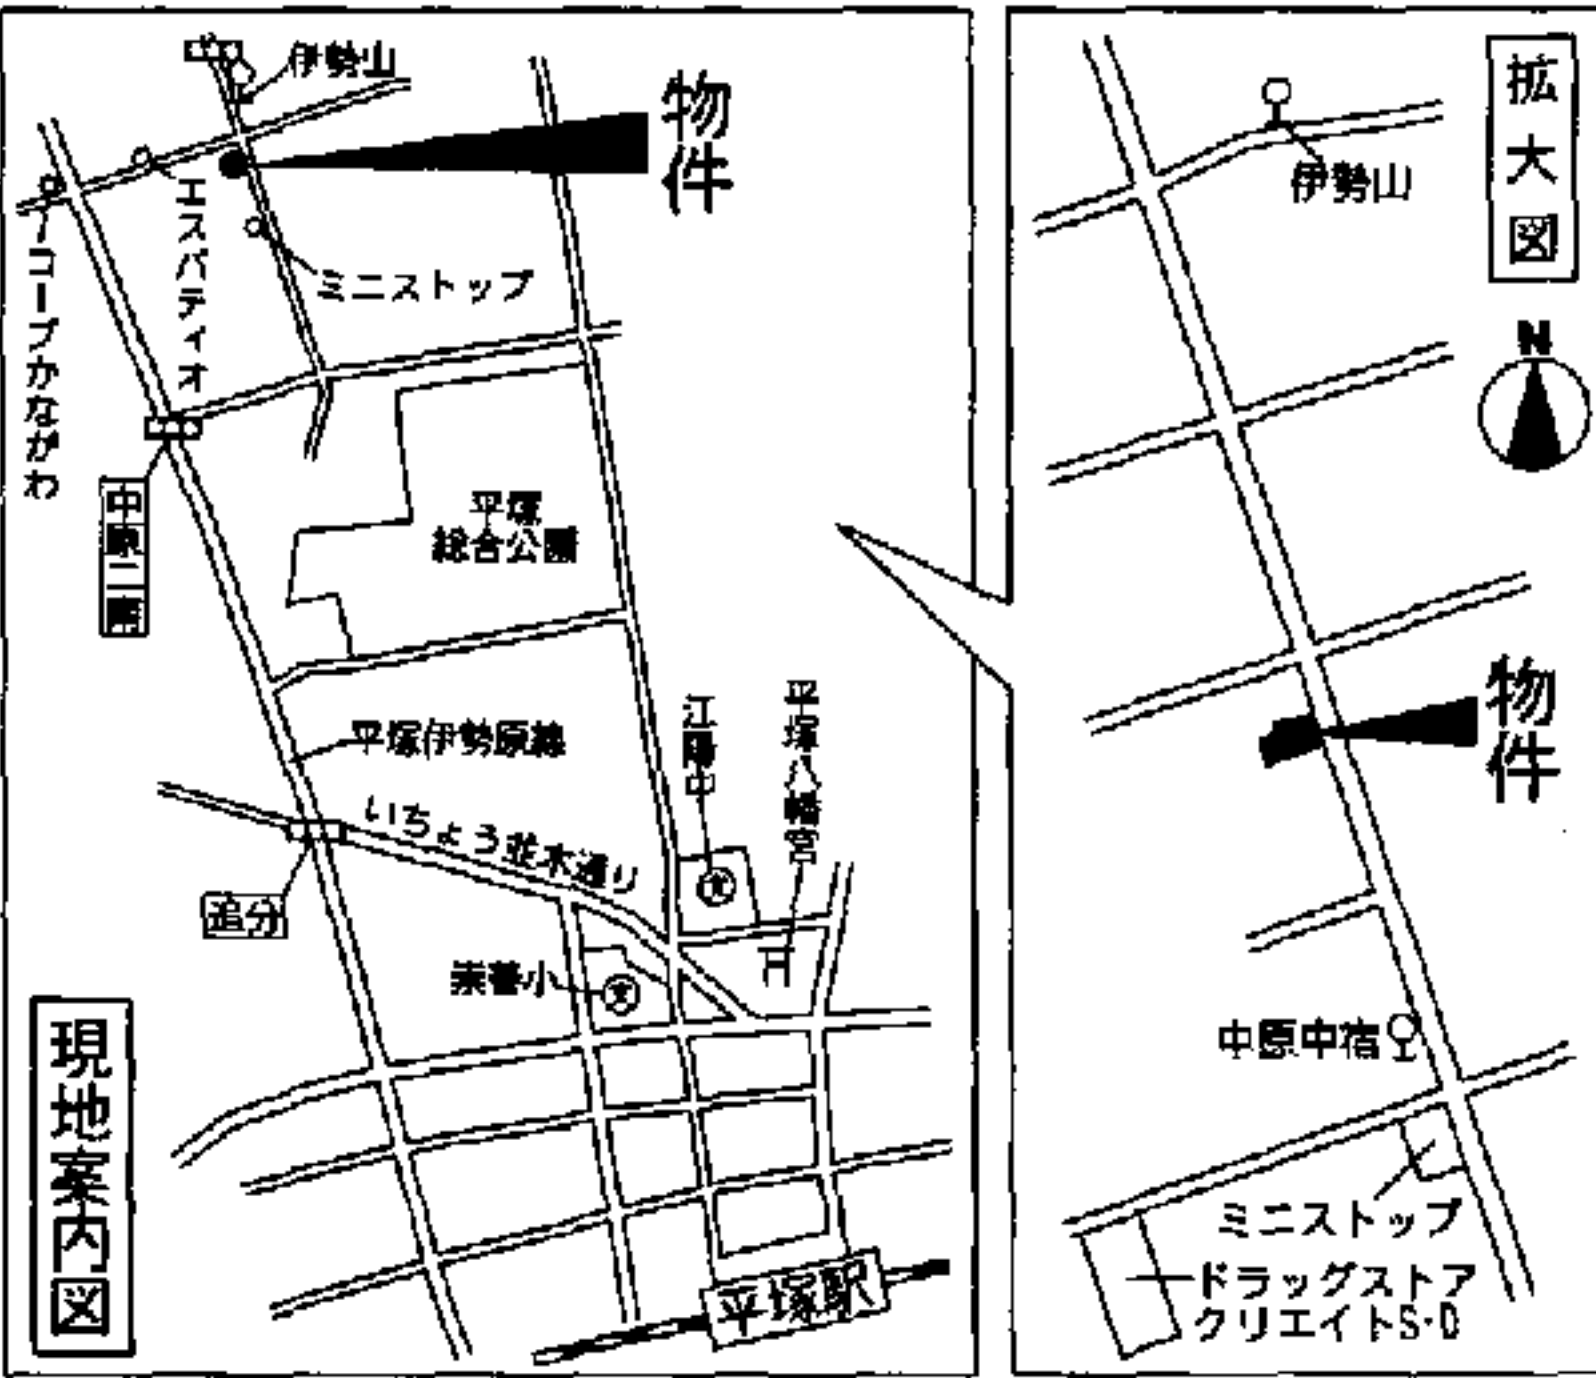 伊勢山
物件
エスパティオ
ーコープかながわ
ミニストップ
中原二南
平塚
総合公園
平塚伊勢原線
江陽中
平塚八幡宮
いちょう並木通り
追分
文
崇善小
文
現地案内図
平塚駅
拡大図
伊勢山
N
物件
中原中宿
ミニストップ
ドラッグストア
クリエイトS・D